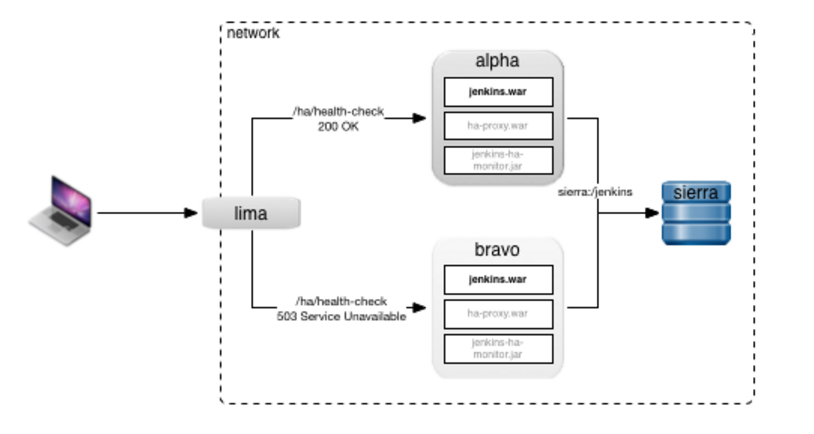 network
alpha
jenkins.war
ha-proxy.war
jenkins-ha-
monitor.jar
/ha/health-check
200 OK
sierra:/jenkins
sierra
lima
bravo
jenkins.war
ha-proxy.war
jenkins-ha-
monitor.jar
/ha/health-check
503 Service Unavailable